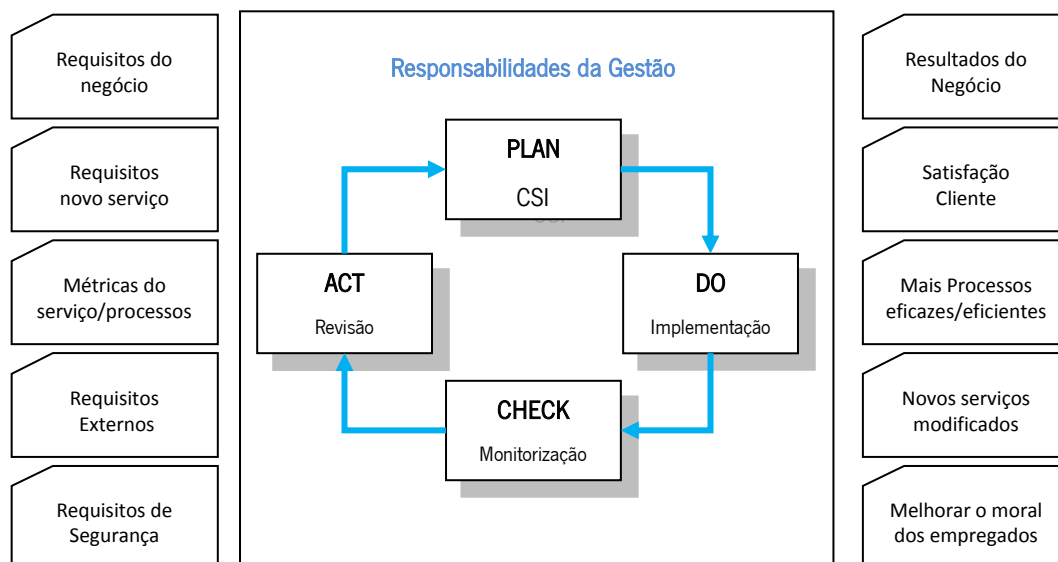 Requisitos do
negócio
Requisitos
novo serviço
Métricas do
serviço/processos
Requisitos
Externos
Requisitos de
Segurança
Responsabilidades da Gestão
PLAN
CSI
ACT
Revisão
DO
Implementação
CHECK
Monitorização
Resultados do
Negócio
Satisfação
Cliente
Mais Processos
eficazes/eficientes
Novos serviços
modificados
Melhorar o moral
dos empregados